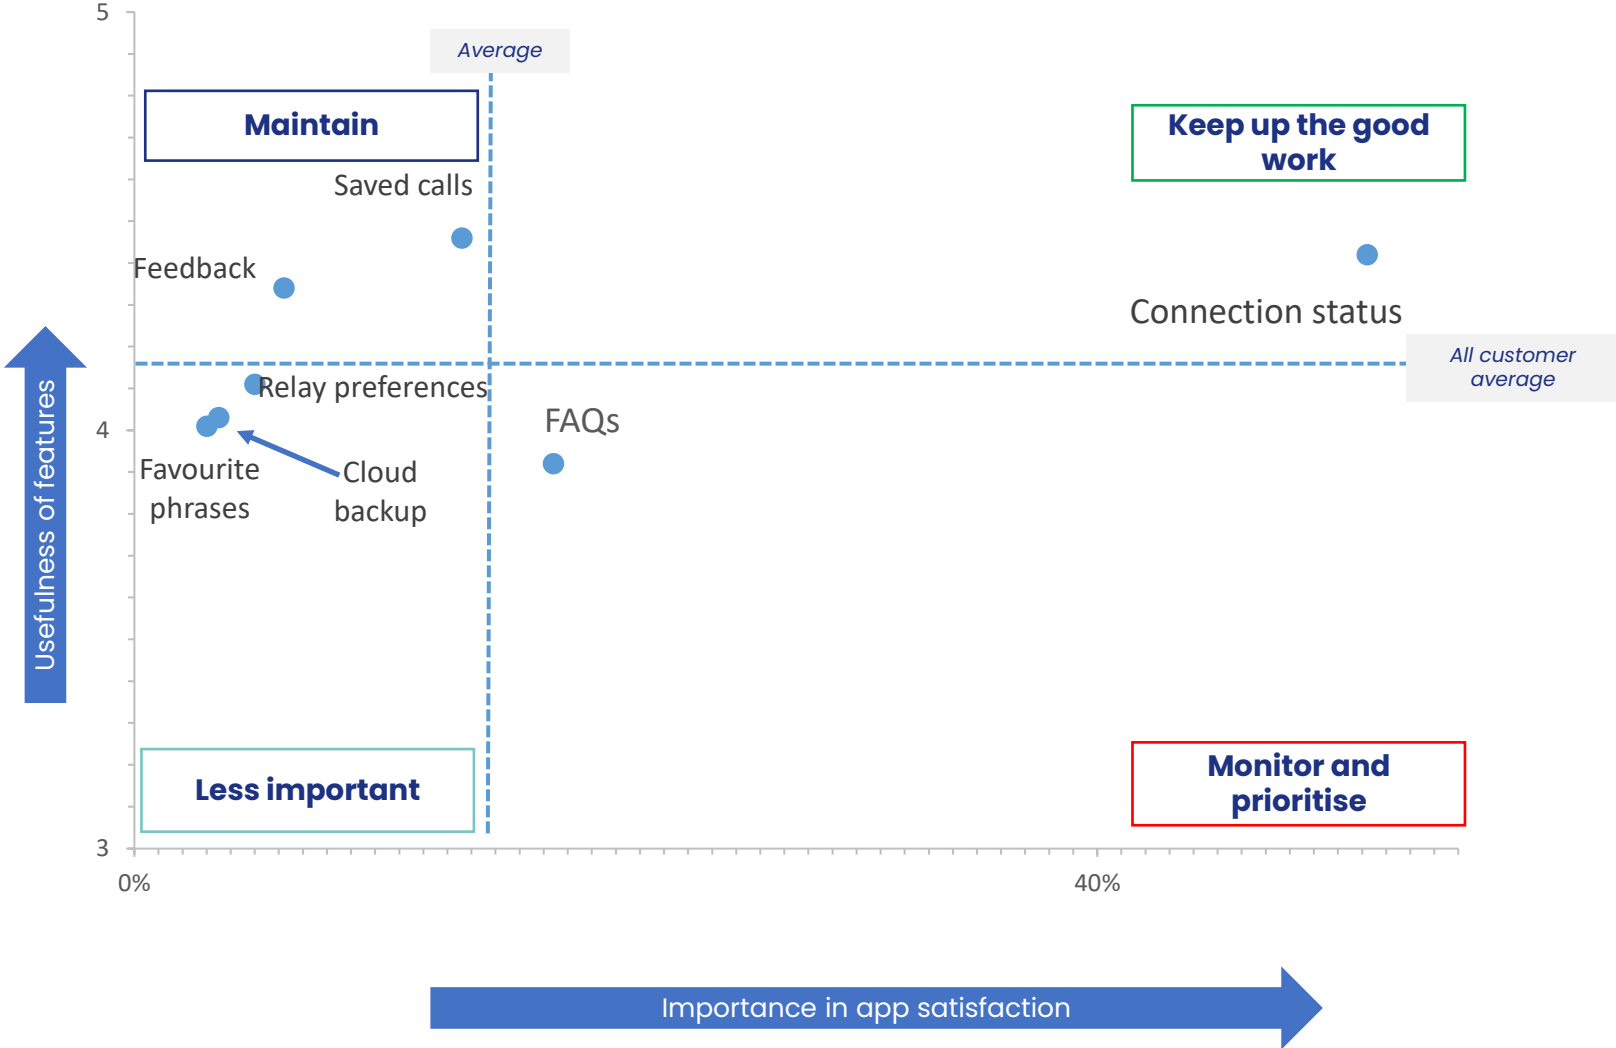 5
Average
Maintain
Keep up the good
work
Saved calls
Feedback
Connection status
All customer
average
Relay preferences
FAQs
4
Favourite
phrases
Cloud
backup
Usefulness of features
Less important
Monitor and
prioritise
3
0%
40%
Importance in app satisfaction